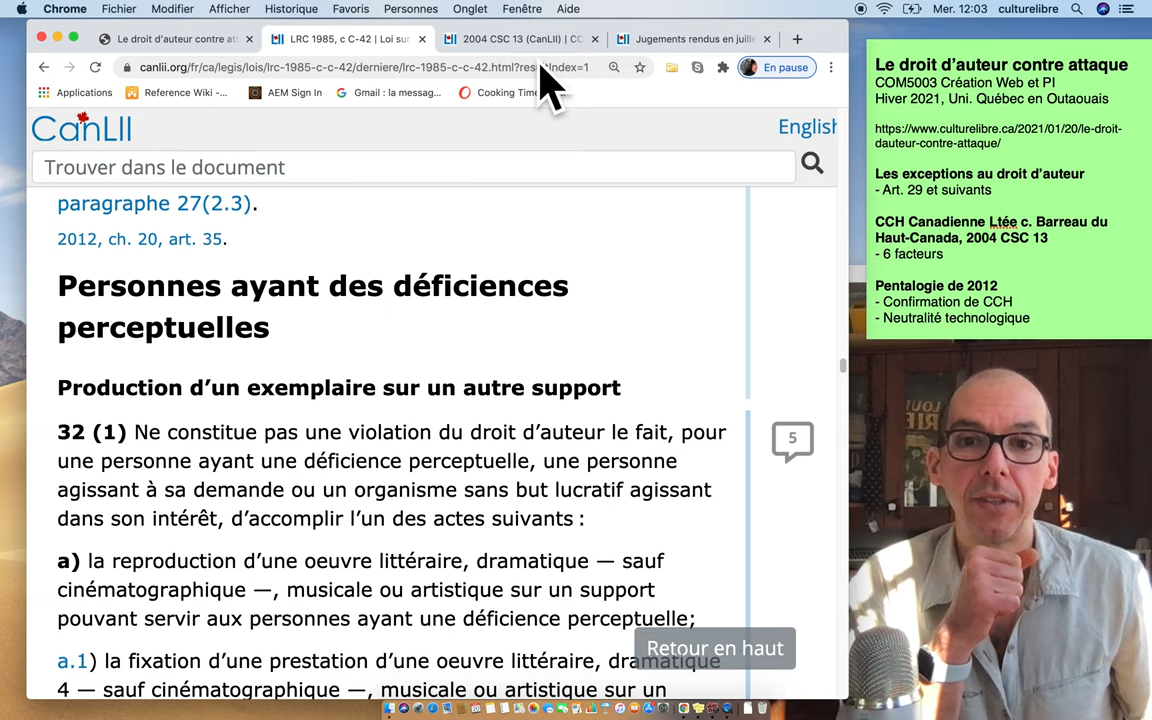 Chrome Fichier Modifier Afficher Historique Favoris Personnes Onglet Fenêtre Aide
Mer. 12:03 culturelibre
Le droit d'auteur contre att
LRC 1985, c C-42 | Loi sur
2004 CSC 13 (CanLII) | CC
Jugements rendus en juille
canlii.org/fr/ca/legis/lois/lrc-1985-c-c-42/derniere/lrc-1985-c-c-42.html?res
Index=1
En pause
Applications
Reference Wiki -...
AEM Sign In
Gmail : la messag...
Cooking Time
CanLII
English
Trouver dans le document
paragraphe 27(2.3).
2012, ch. 20, art. 35.
Personnes ayant des déficiences
perceptuelles
Production d’un exemplaire sur un autre support
32 (1) Ne constitue pas une violation du droit d’auteur le fait, pour
une personne ayant une déficience perceptuelle, une personne
agissant à sa demande ou un organisme sans but lucratif agissant
dans son intérêt, d’accomplir l’un des actes suivants :
5
a) la reproduction d’une oeuvre littéraire, dramatique — sauf
cinématographique —, musicale ou artistique sur un support
pouvant servir aux personnes ayant une déficience perceptuelle;
Retour en haut
a.1) la fixation d’une prestation d’une oeuvre littéraire, dramatique
4 — sauf cinématographique —, musicale ou artistique sur un
Le droit d'auteur contre attaque
COM5003 Création Web et PI
Hiver 2021, Uni. Québec en Outaouais
https://www.culturelibre.ca/2021/01/20/le-droit-
dauteur-contre-attaque/
Les exceptions au droit d'auteur
- Art. 29 et suivants
CCH Canadienne Ltée c. Barreau du
Haut-Canada, 2004 CSC 13
- 6 facteurs
Pentalogie de 2012
- Confirmation de CCH
- Neutralité technologique